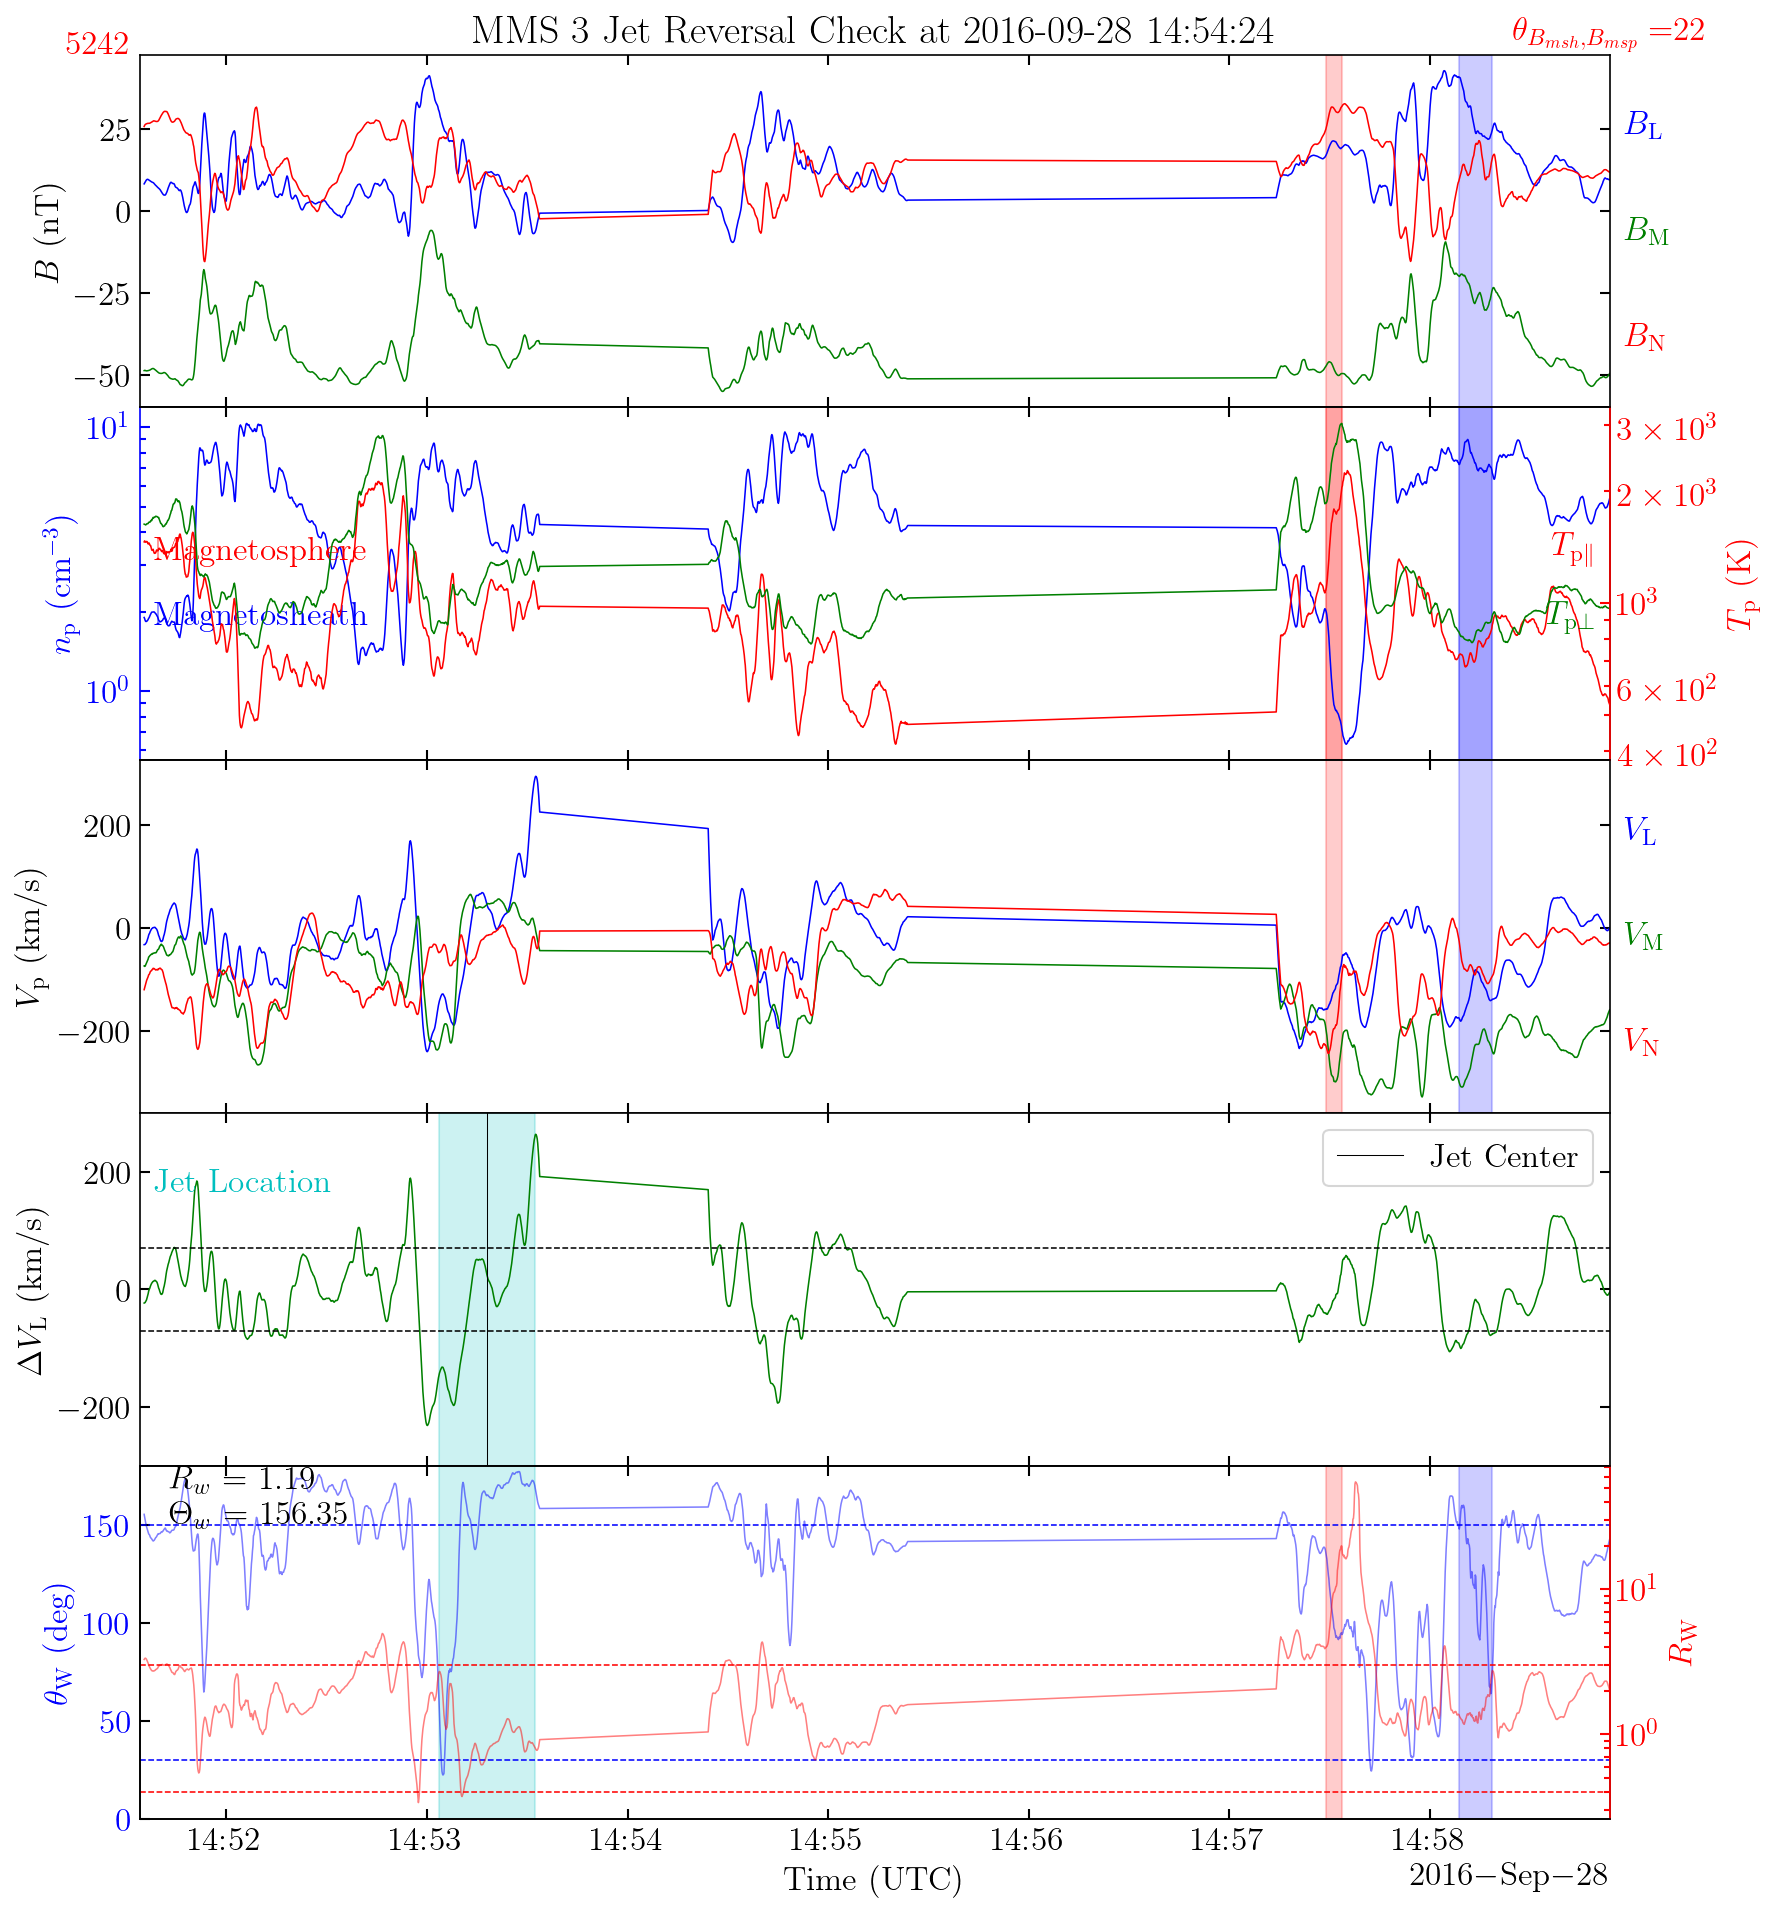 MMS 3 Jet Reversal Check at 2016-09-28 14:54:24
5242
θ_{B_{msh},B_{msp}} =22
25
0
−25
−50
B (nT)
B_L
B_M
B_N
10^1
10^0
n_p (cm^{−3})
Magnetosphere
Magnetosheath
3 × 10^3
2 × 10^3
10^3
6 × 10^2
4 × 10^2
T_{p∥}
T_{p⊥}
T_p (K)
200
0
−200
V_p (km/s)
V_L
V_M
V_N
200
0
−200
ΔV_L (km/s)
Jet Location
Jet Center
R_w = 1.19
Θ_w = 156.35
150
100
50
0
θ_W (deg)
10^1
10^0
R_W
14:52 14:53 14:54 14:55 14:56 14:57 14:58
Time (UTC)
2016−Sep−28